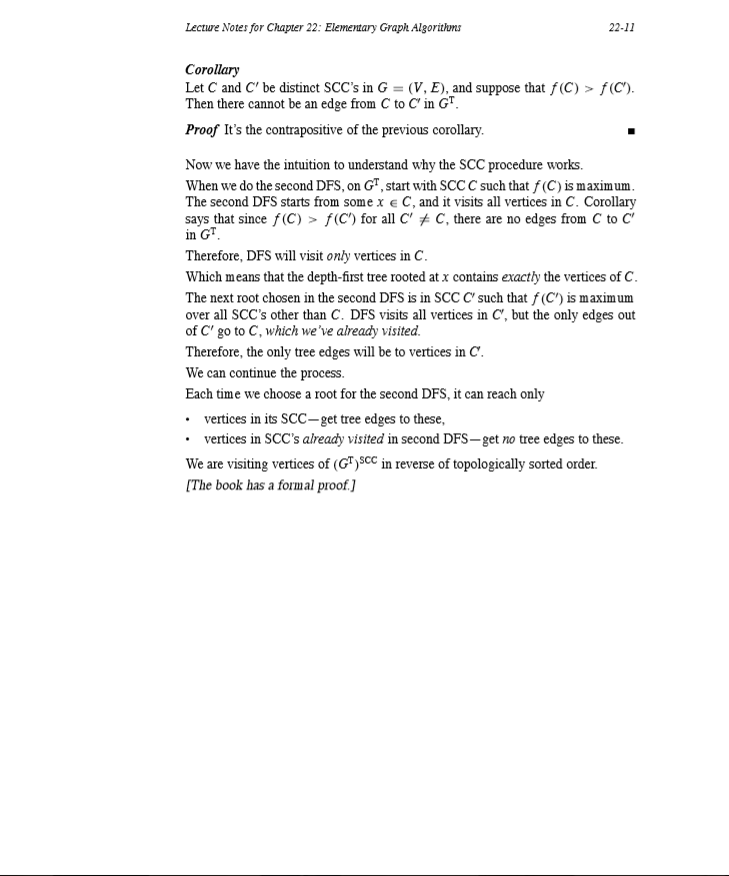 Lecture Notes for Chapter 22: Elementary Graph Algorithms 22-11
Corollary
Let C and C′ be distinct SCC's in G = (V, E), and suppose that f(C) > f(C′).
Then there cannot be an edge from C to C′ in Gᵀ.
Proof It's the contrapositive of the previous corollary. ■
Now we have the intuition to understand why the SCC procedure works.
When we do the second DFS, on Gᵀ, start with SCC C such that f(C) is maximum.
The second DFS starts from some x ∈ C, and it visits all vertices in C. Corollary
says that since f(C) > f(C′) for all C′ ≠ C, there are no edges from C to C′
in Gᵀ.
Therefore, DFS will visit only vertices in C.
Which means that the depth-first tree rooted at x contains exactly the vertices of C.
The next root chosen in the second DFS is in SCC C′ such that f(C′) is maximum
over all SCC's other than C. DFS visits all vertices in C′, but the only edges out
of C′ go to C, which we've already visited.
Therefore, the only tree edges will be to vertices in C′.
We can continue the process.
Each time we choose a root for the second DFS, it can reach only
• vertices in its SCC—get tree edges to these,
• vertices in SCC's already visited in second DFS—get no tree edges to these.
We are visiting vertices of (Gᵀ)ˢᶜᶜ in reverse of topologically sorted order.
[The book has a formal proof.]